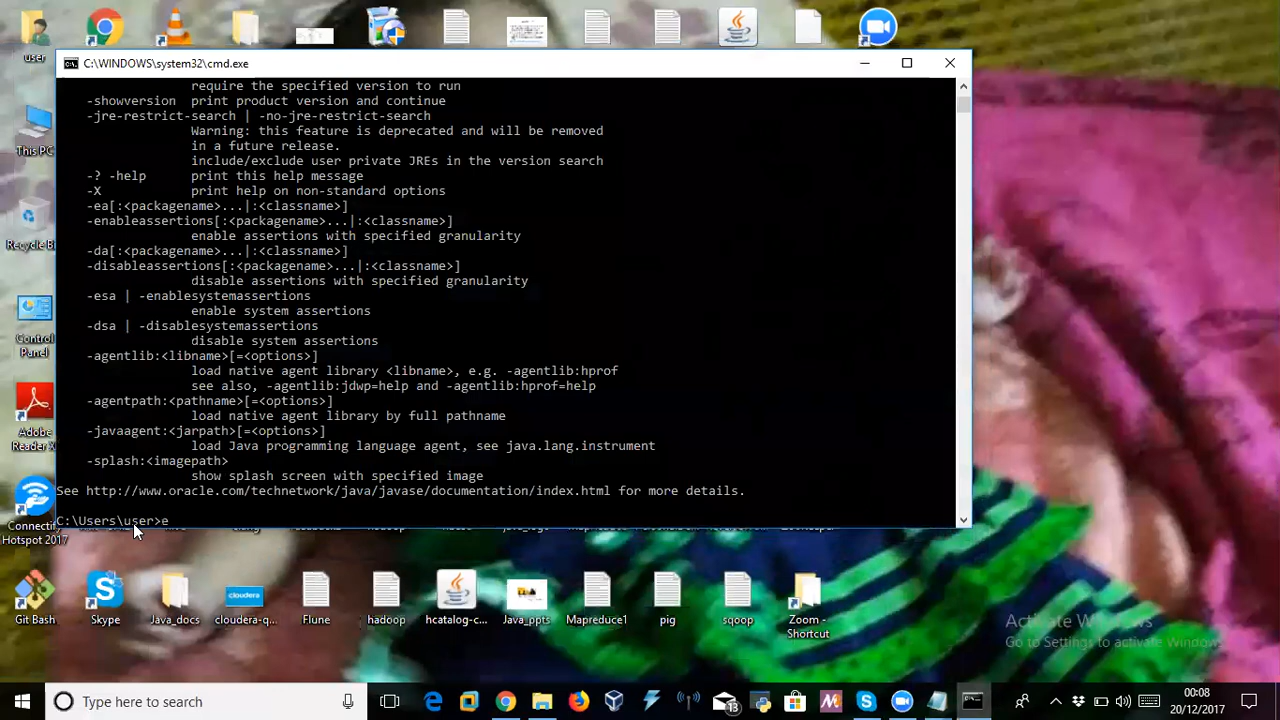 user
C:\WINDOWS\system32\cmd.exe
require the specified version to run
-showversion print product version and continue
-jre-restrict-search | -no-jre-restrict-search
Warning: this feature is deprecated and will be removed
in a future release.
include/exclude user private JREs in the version search
-? -help print this help message
-X print help on non-standard options
-ea[:<packagename>...|:<classname>]
-enableassertions[:<packagename>...|:<classname>]
enable assertions with specified granularity
-da[:<packagename>...|:<classname>]
-disableassertions[:<packagename>...|:<classname>]
disable assertions with specified granularity
-esa | -enablesystemassertions
enable system assertions
-dsa | -disablesystemassertions
disable system assertions
-agentlib:<libname>[=<options>]
load native agent library <libname>, e.g. -agentlib:hprof
see also, -agentlib:jdwp=help and -agentlib:hprof=help
-agentpath:<pathname>[=<options>]
load native agent library by full pathname
-javaagent:<jarpath>[=<options>]
load Java programming language agent, see java.lang.instrument
-splash:<imagepath>
show splash screen with specified image
See http://www.oracle.com/technetwork/java/javase/documentation/index.html for more details.
C:\Users\user>e
This PC
Recycle Bi
Control
Panel
Adobe
Reader X
Connectify
Hotspot 2017
Git Bash
Skype
Java_docs
cloudera-q...
Flune
hadoop
hcatalog-c...
Java_ppts
Mapreduce1
pig
sqoop
Zoom -
Shortcut
cloudera
Activate Windows
Go to Settings to activate Windows.
Type here to search
13
00:08
20/12/2017